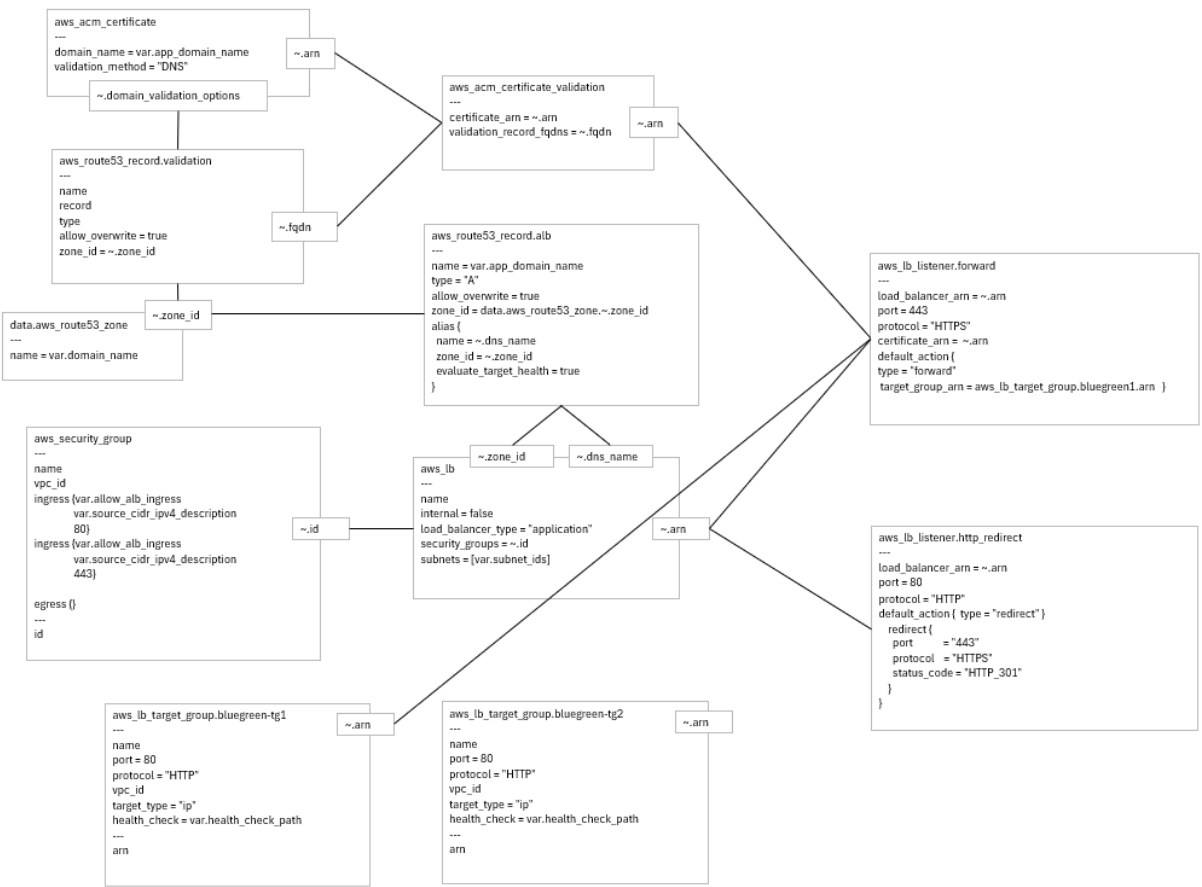 aws_acm_certificate
---
domain_name = var.app_domain_name
validation_method = "DNS"
~.arn
~.domain_validation_options
aws_acm_certificate_validation
---
certificate_arn = ~.arn
validation_record_fqdns = ~.fqdn
~.arn
aws_route53_record.validation
---
name
record
type
allow_overwrite = true
zone_id = ~.zone_id
~.fqdn
~.zone_id
data.aws_route53_zone
---
name = var.domain_name
aws_route53_record.alb
---
name = var.app_domain_name
type = "A"
allow_overwrite = true
zone_id = data.aws_route53_zone.~.zone_id
alias {
name = ~.dns_name
zone_id = ~.zone_id
evaluate_target_health = true
}
aws_lb_listener.forward
---
load_balancer_arn = ~.arn
port = 443
protocol = "HTTPS"
certificate_arn = ~.arn
default_action {
type = "forward"
target_group_arn = aws_lb_target_group.bluegreen1.arn }
aws_security_group
---
name
vpc_id
ingress {var.allow_alb_ingress
var.source_cidr_ipv4_description
80}
ingress {var.allow_alb_ingress
var.source_cidr_ipv4_description
443}
egress {}
---
id
~.id
~.zone_id
~.dns_name
aws_lb
---
name
internal = false
load_balancer_type = "application"
security_groups = ~.id
subnets = [var.subnet_ids]
~.arn
aws_lb_listener.http_redirect
---
load_balancer_arn = ~.arn
port = 80
protocol = "HTTP"
default_action { type = "redirect" }
redirect {
port = "443"
protocol = "HTTPS"
status_code = "HTTP_301"
}
}
aws_lb_target_group.bluegreen-tg1
---
name
port = 80
protocol = "HTTP"
vpc_id
target_type = "ip"
health_check = var.health_check_path
---
arn
~.arn
aws_lb_target_group.bluegreen-tg2
---
name
port = 80
protocol = "HTTP"
vpc_id
target_type = "ip"
health_check = var.health_check_path
---
arn
~.arn